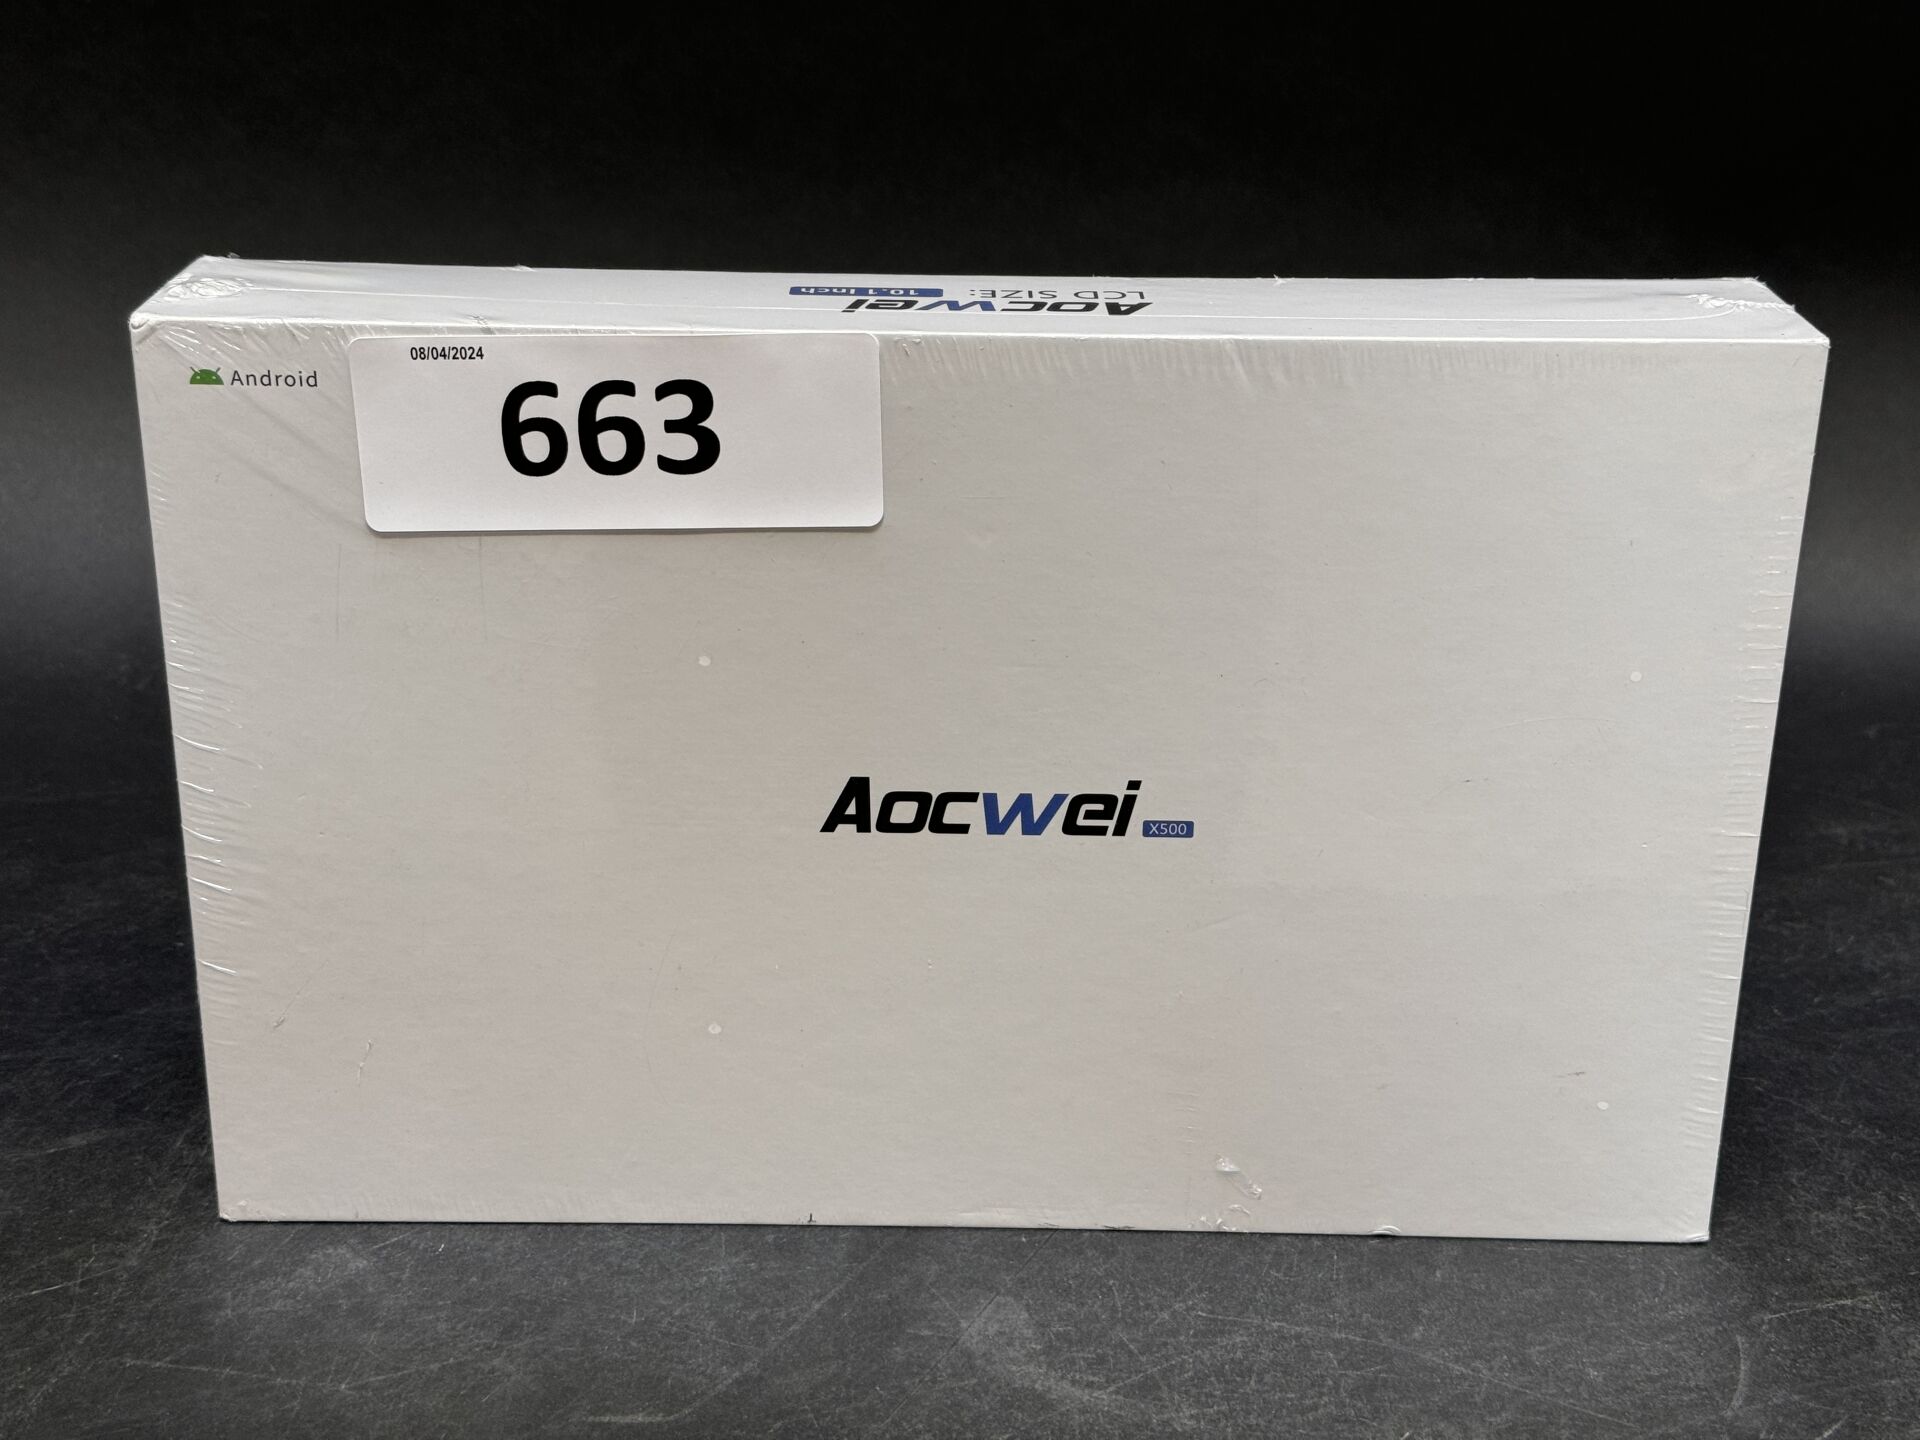 Aocwei
LCD SIZE: 10.1 inch
Android
08/04/2024
663
Aocwei X500